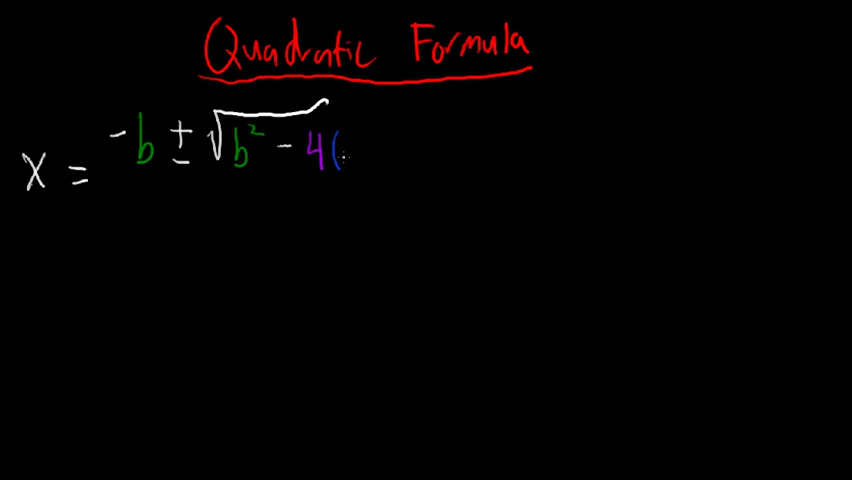 Quadratic Formula
x = -b ± √b² - 4(